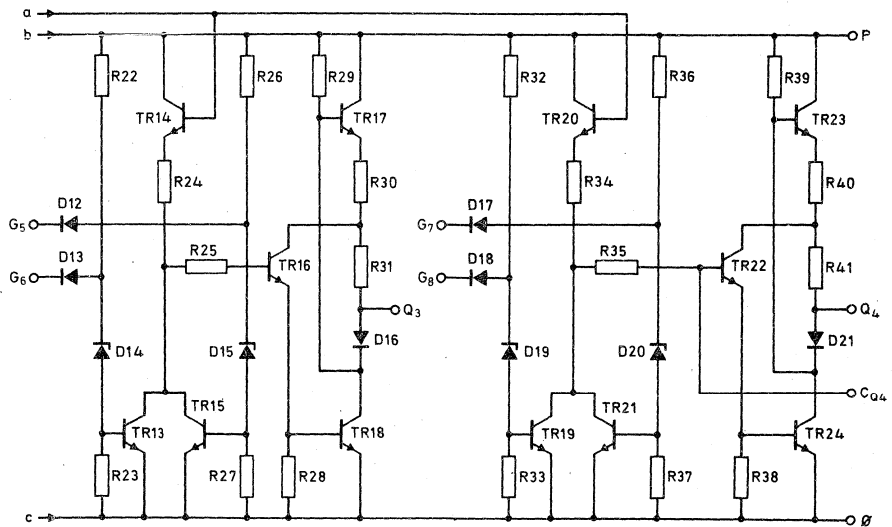 a
b P
R22 R26 R29 R32 R36 R39
TR14 TR17 TR20 TR23
R24 R30 R34 R40
D12 D17
G5 G7
D13 R25 TR16 R31 D18 R35 TR22 R41
G6 G8
Q3 Q4
D14 D15 D16 D19 D20 D21
CQ4
TR15 TR21
TR13 TR18 TR19 TR24
R23 R27 R28 R33 R37 R38
c Ø